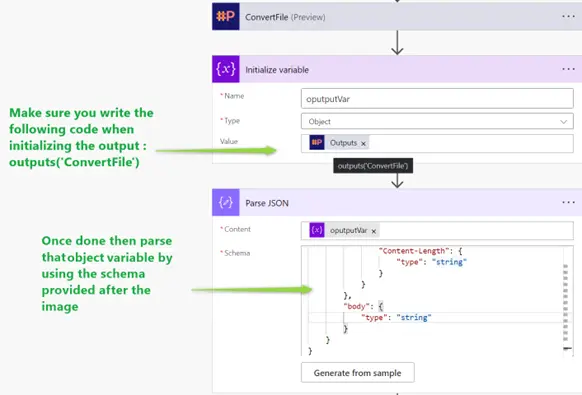 ConvertFile (Preview)
Initialize variable
* Name
oputputVar
* Type
Object
Value
Outputs ×
outputs('ConvertFile')
Make sure you write the
following code when
initializing the output :
outputs('ConvertFile')
Parse JSON
* Content
oputputVar ×
* Schema
"Content-Length": {
"type": "string"
}
}
},
"body": {
"type": "string"
}
}
}
Generate from sample
Once done then parse
that object variable by
using the schema
provided after the
image